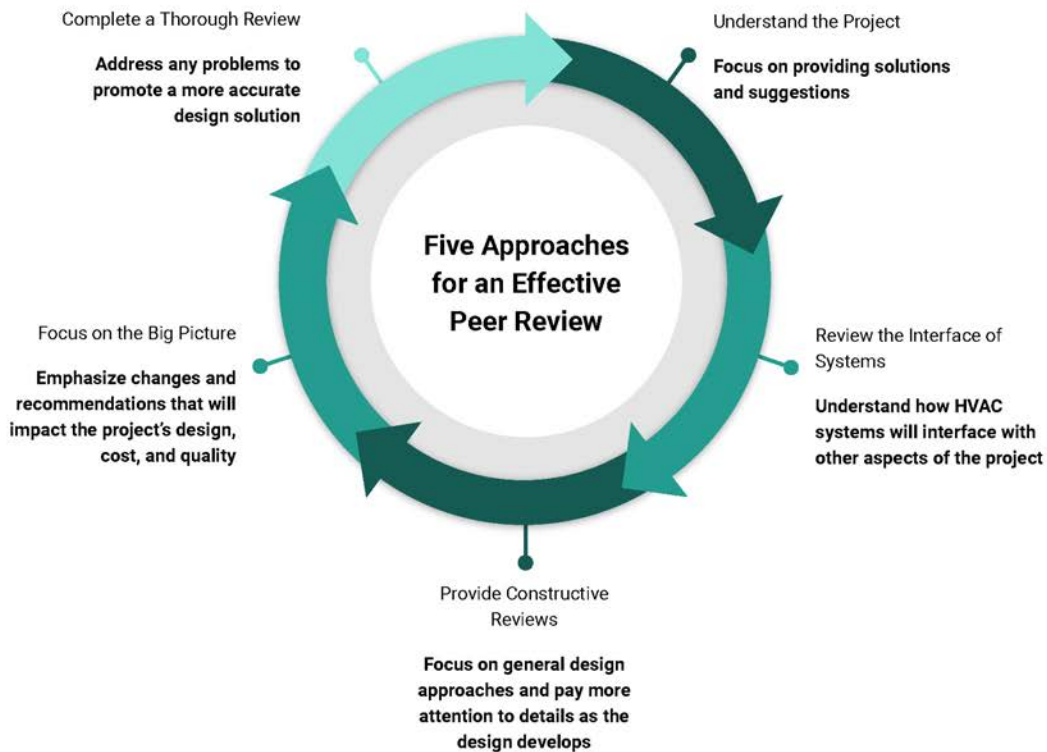 Five Approaches
for an Effective
Peer Review
Understand the Project
Focus on providing solutions
and suggestions
Review the Interface of
Systems
Understand how HVAC
systems will interface with
other aspects of the project
Provide Constructive
Reviews
Focus on general design
approaches and pay more
attention to details as the
design develops
Focus on the Big Picture
Emphasize changes and
recommendations that will
impact the project’s design,
cost, and quality
Complete a Thorough Review
Address any problems to
promote a more accurate
design solution